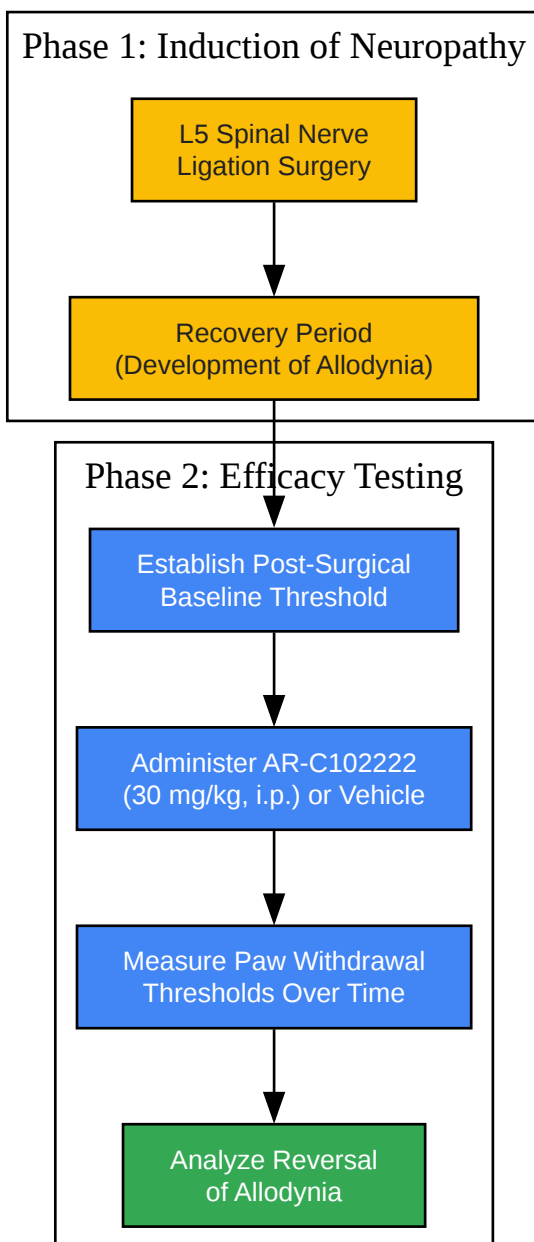 Phase 1: Induction of Neuropathy
L5 Spinal Nerve
Ligation Surgery
Recovery Period
(Development of Allodynia)
Phase 2: Efficacy Testing
Establish Post-Surgical
Baseline Threshold
Administer AR-C102222
(30 mg/kg, i.p.) or Vehicle
Measure Paw Withdrawal
Thresholds Over Time
Analyze Reversal
of Allodynia